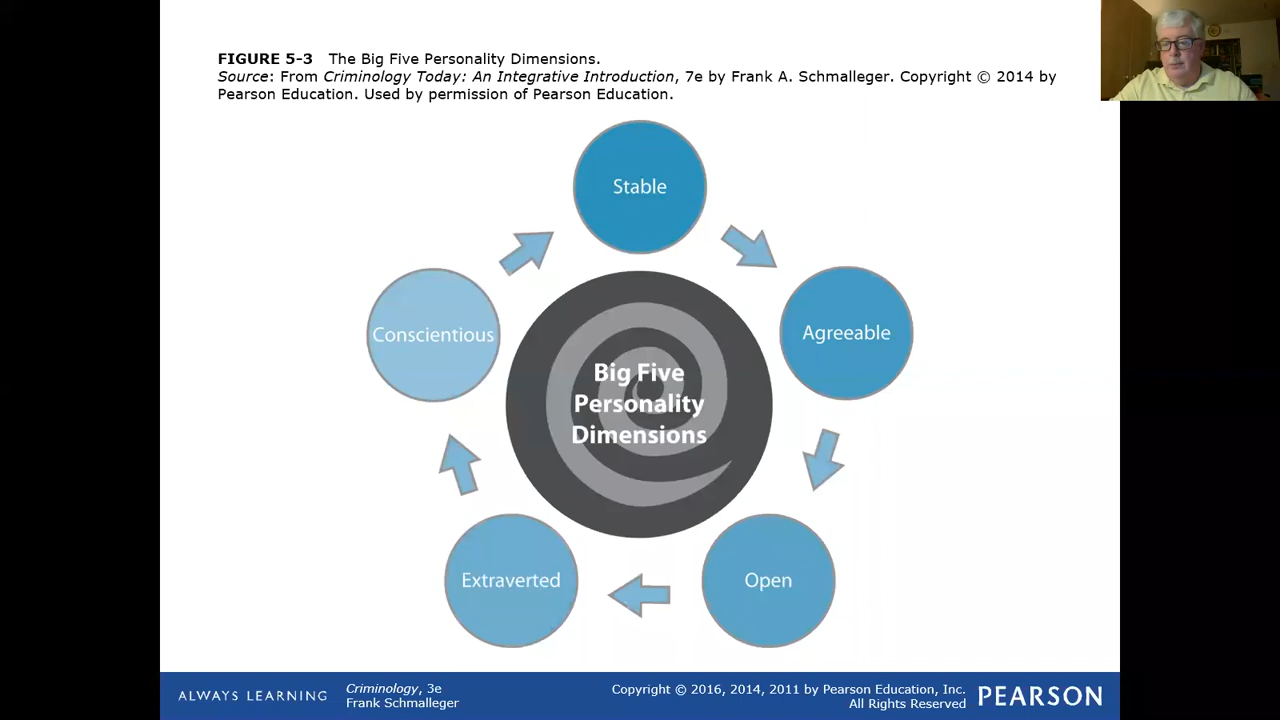 FIGURE 5-3 The Big Five Personality Dimensions.
Source: From Criminology Today: An Integrative Introduction, 7e by Frank A. Schmalleger. Copyright © 2014 by
Pearson Education. Used by permission of Pearson Education.
Stable
Agreeable
Conscientious
Big Five
Personality
Dimensions
Extraverted
Open
ALWAYS LEARNING
Criminology, 3e
Frank Schmalleger
Copyright © 2016, 2014, 2011 by Pearson Education, Inc.
All Rights Reserved
PEARSON